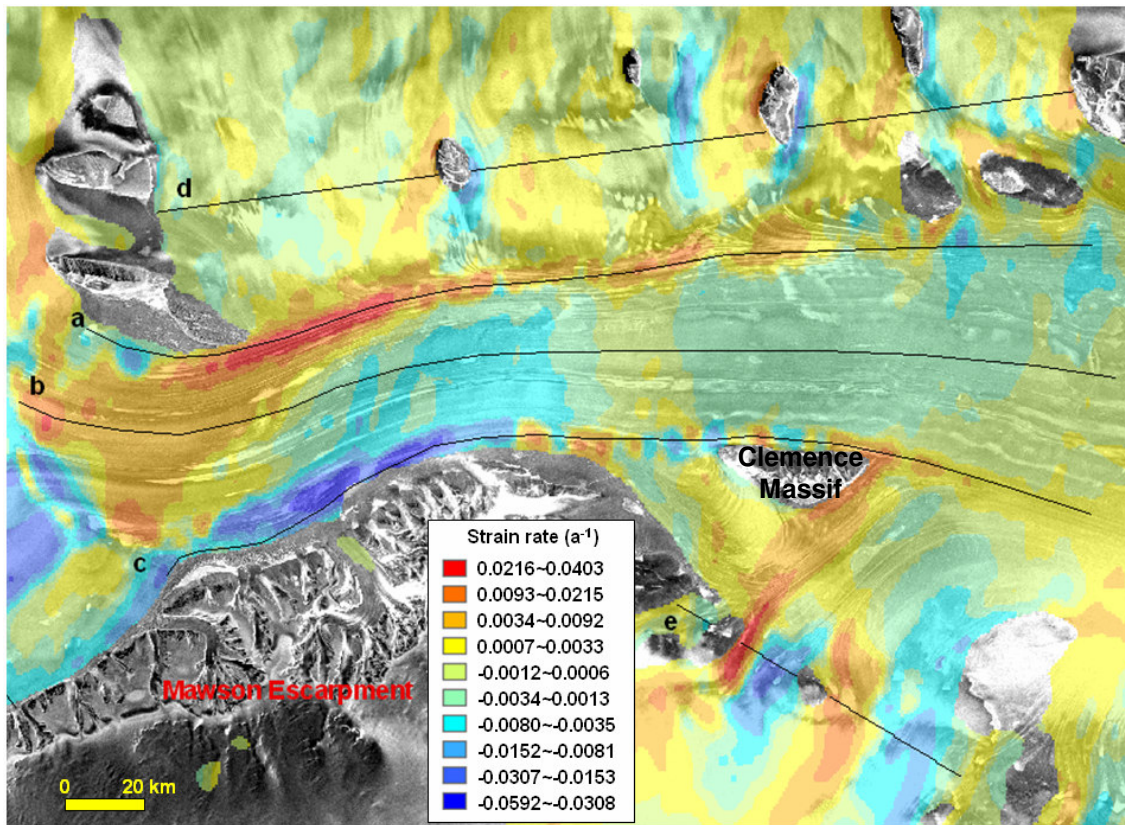 d
a
b
Clemence
Massif
c
e
Mawson Escarpment
0 20 km
Strain rate (a⁻¹)
0.0216~0.0403
0.0093~0.0215
0.0034~0.0092
0.0007~0.0033
-0.0012~0.0006
-0.0034~0.0013
-0.0080~0.0035
-0.0152~0.0081
-0.0307~0.0153
-0.0592~0.0308